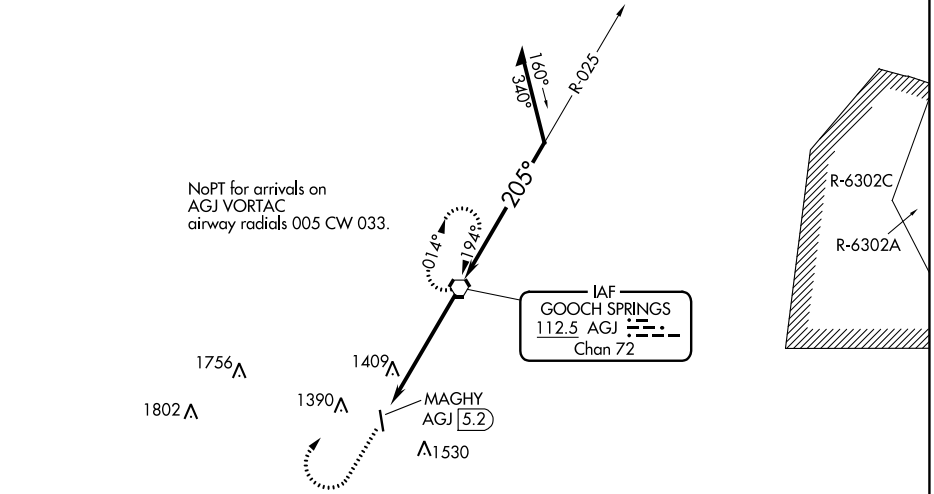 R-025
160°
340°
205°
NoPT for arrivals on
AGJ VORTAC
airway radials 005 CW 033.
R-6302C
R-6302A
014°
194°
IAF
GOOCH SPRINGS
112.5 AGJ
Chan 72
1756
1409
1802
1390
MAGHY
AGJ 5.2
1530